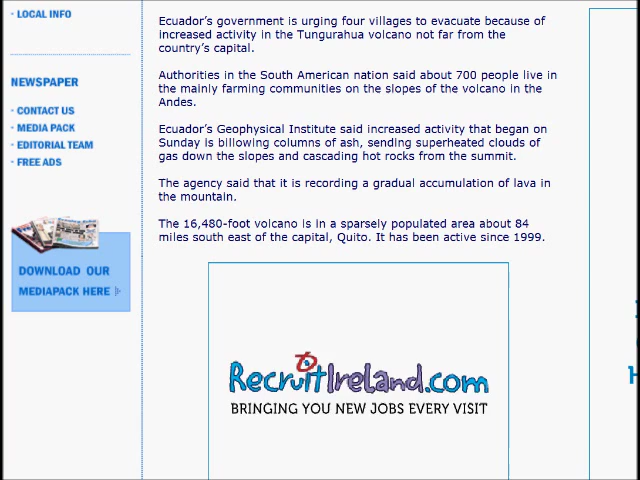 LOCAL INFO
NEWSPAPER
CONTACT US
MEDIA PACK
EDITORIAL TEAM
FREE ADS
DOWNLOAD OUR
MEDIAPACK HERE
Ecuador’s government is urging four villages to evacuate because of
increased activity in the Tungurahua volcano not far from the
country’s capital.
Authorities in the South American nation said about 700 people live in
the mainly farming communities on the slopes of the volcano in the
Andes.
Ecuador’s Geophysical Institute said increased activity that began on
Sunday is billowing columns of ash, sending superheated clouds of
gas down the slopes and cascading hot rocks from the summit.
The agency said that it is recording a gradual accumulation of lava in
the mountain.
The 16,480-foot volcano is in a sparsely populated area about 84
miles south east of the capital, Quito. It has been active since 1999.
RecruitIreland.com
BRINGING YOU NEW JOBS EVERY VISIT